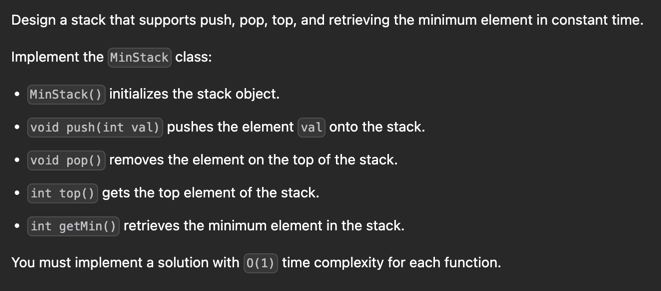 Design a stack that supports push, pop, top, and retrieving the minimum element in constant time.
Implement the MinStack class:
• MinStack() initializes the stack object.
• void push(int val) pushes the element val onto the stack.
• void pop() removes the element on the top of the stack.
• int top() gets the top element of the stack.
• int getMin() retrieves the minimum element in the stack.
You must implement a solution with O(1) time complexity for each function.